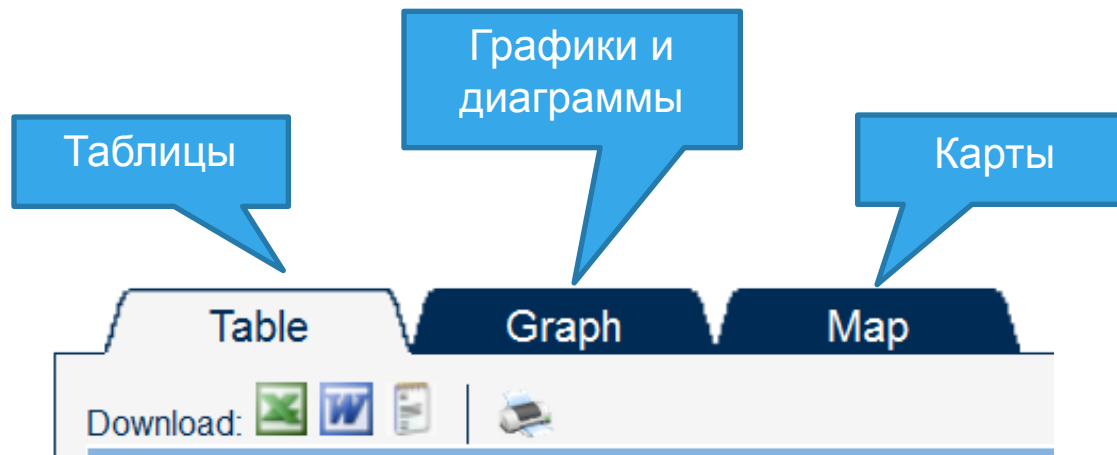 Графики и
диаграммы
Таблицы
Карты
Table
Graph
Map
Download: